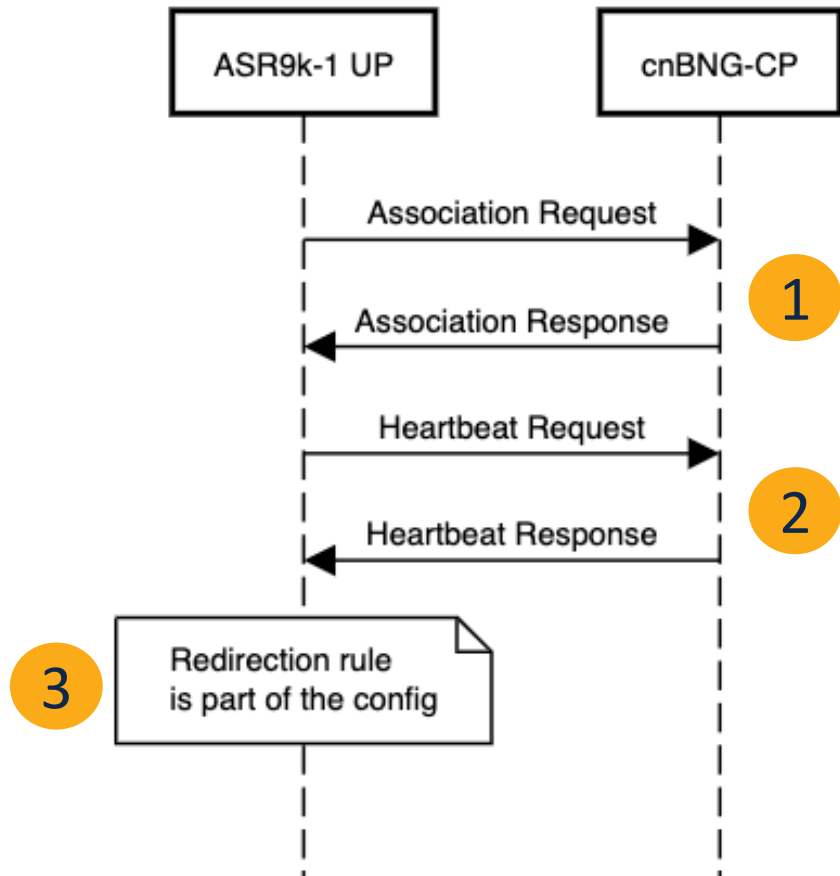 ASR9k-1 UP
cnBNG-CP
Association Request
1
Association Response
Heartbeat Request
2
Heartbeat Response
3
Redirection rule
is part of the config